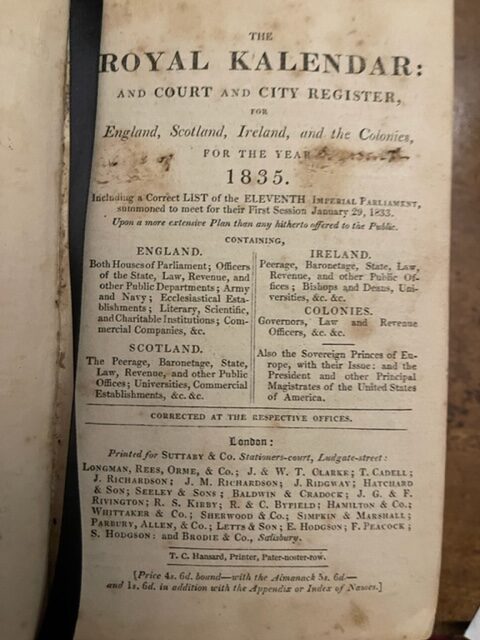 THE
ROYAL KALENDAR:
AND COURT AND CITY REGISTER,
FOR
England, Scotland, Ireland, and the Colonies,
FOR THE YEAR
1835.
Including a Correct LIST of the ELEVENTH IMPERIAL PARLIAMENT,
summoned to meet for their First Session January 29, 1833.
Upon a more extensive Plan than any hitherto offered to the Public.
CONTAINING,
ENGLAND.
Both Houses of Parliament; Officers
of the State, Law, Revenue, and
other Public Departments; Army
and Navy; Ecclesiastical Esta-
blishments; Literary, Scientific,
and Charitable Institutions; Com-
mercial Companies, &c.
SCOTLAND.
The Peerage, Baronetage, State,
Law, Revenue, and other Public
Offices; Universities, Commercial
Establishments, &c. &c.
IRELAND.
Peerage, Baronetage, State, Law,
Revenue, and other Public Of-
fices; Bishops and Deans, Uni-
versities, &c. &c.
COLONIES.
Governors, Law and Revenue
Officers, &c. &c.
Also the Sovereign Princes of Eu-
rope, with their Issue: and the
President and other Principal
Magistrates of the United States
of America.
CORRECTED AT THE RESPECTIVE OFFICES.
London:
Printed for SUTTABY & CO. Stationers-court, Ludgate-street:
LONGMAN, REES, ORME, & CO.; J. & W. T. CLARKE; T. CADELL;
J. RICHARDSON; J. M. RICHARDSON; J. RIDGWAY; HATCHARD
& SON; SEELEY & SONS; BALDWIN & CRADOCK; J. G. & F.
RIVINGTON; R. S. KIRBY; R. & C. BYFIELD; HAMILTON & CO.;
WHITTAKER & CO.; SHERWOOD & CO.; SIMPKIN & MARSHALL;
PARBURY, ALLEN, & CO.; LETTS & SON; E. HODGSON; F. PEACOCK;
S. HODGSON: and BRODIE & CO., Salisbury.
T. C. Hansard, Printer, Pater-noster-row.
[Price 4s. 6d. bound—with the Almanack 5s. 6d.—
and 1s. 6d. in addition with the Appendix or Index of Names.]